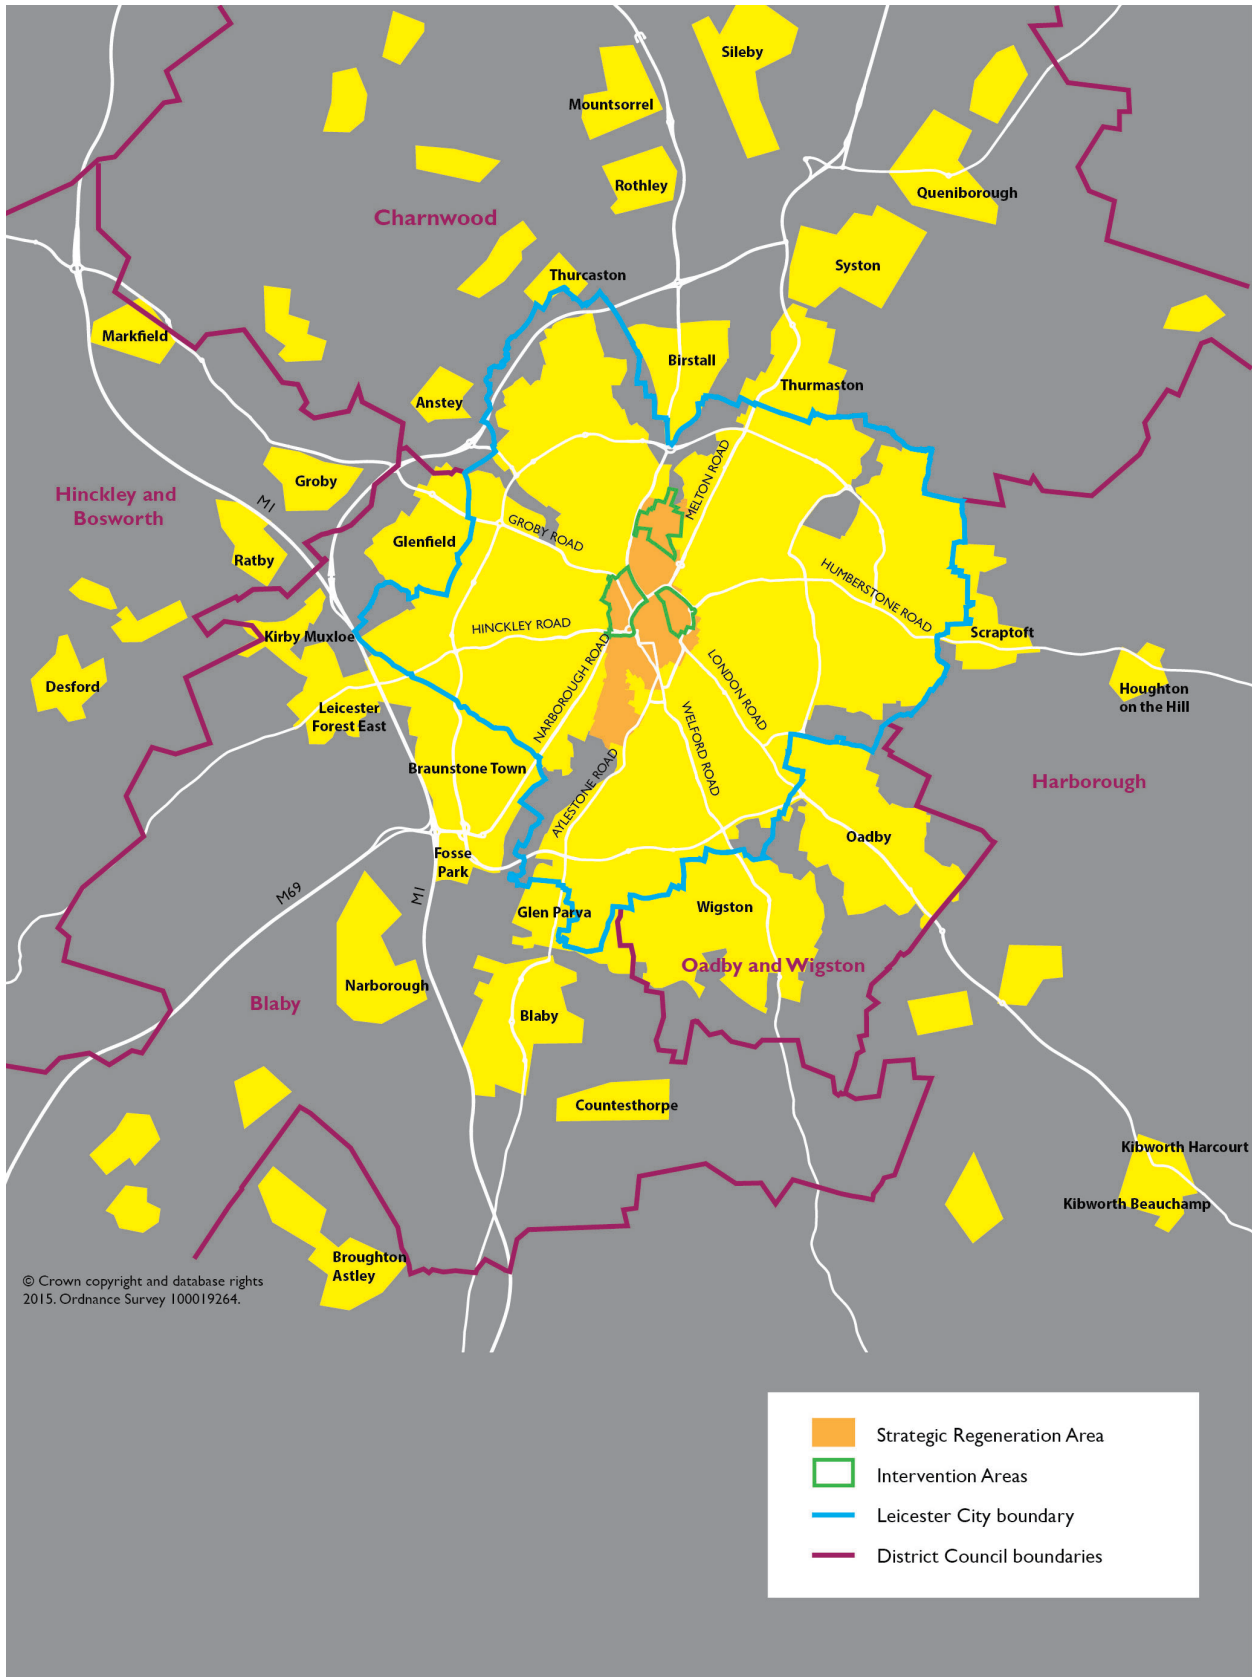 Sileby
Mountsorrel
Rothley
Queniborough
Charnwood
Syston
Thurcaston
Markfield
Birstall
Thurmaston
Anstey
MELTON ROAD
Groby
Hinckley and
Bosworth
M1
GROBY ROAD
Glenfield
Ratby
HUMBERSTONE ROAD
HINCKLEY ROAD
Kirby Muxloe
Scraptoft
NARBOROUGH ROAD
LONDON ROAD
Desford
Houghton
on the Hill
Leicester
Forest East
WELFORD ROAD
Braunstone Town
AYLESTONE ROAD
Harborough
Oadby
Fosse
Park
M69
M1
Glen Parva
Wigston
Oadby and Wigston
Narborough
Blaby
Blaby
Countesthorpe
Kibworth Harcourt
Kibworth Beauchamp
Broughton
Astley
© Crown copyright and database rights
2015. Ordnance Survey 100019264.
Strategic Regeneration Area
Intervention Areas
Leicester City boundary
District Council boundaries